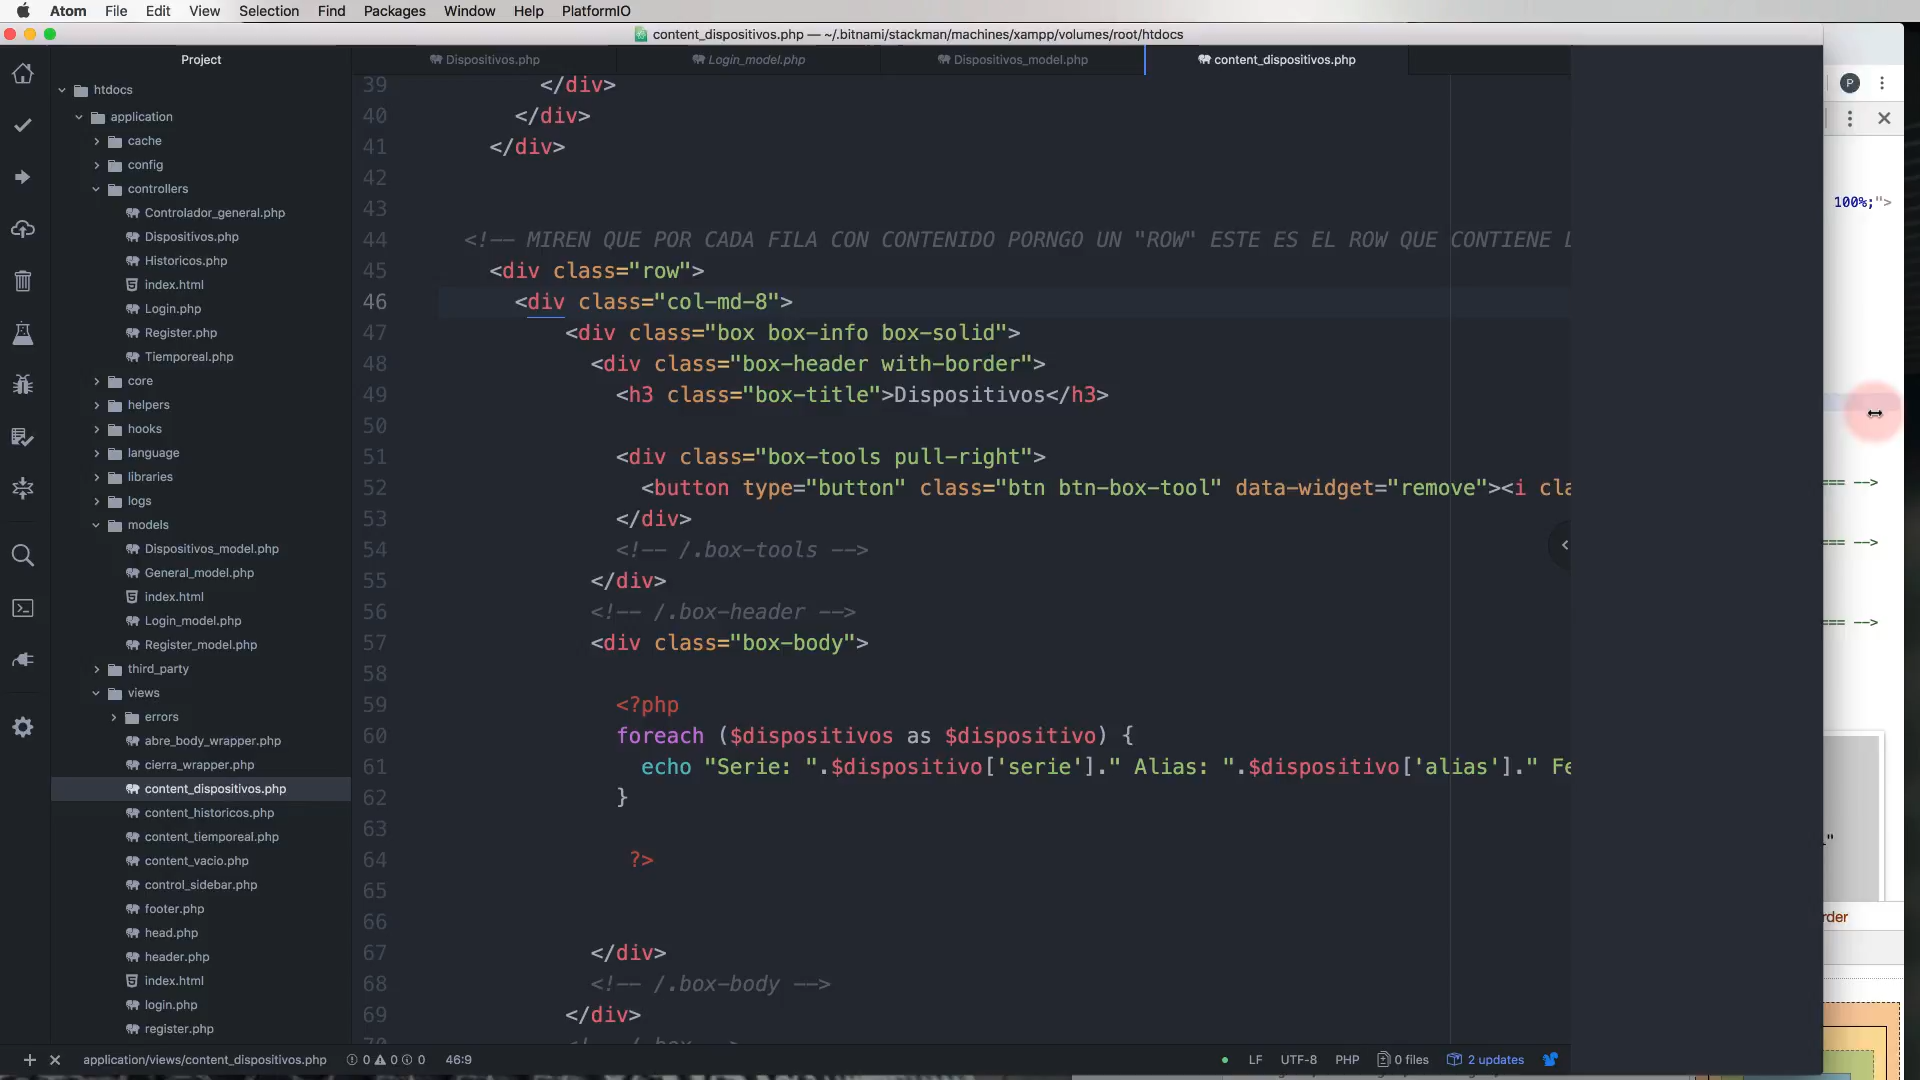 Atom File Edit View Selection Find Packages Window Help PlatformIO
content_dispositivos.php — ~/.bitnami/stackman/machines/xampp/volumes/root/htdocs
Project
Dispositivos.php
Login_model.php
Dispositivos_model.php
content_dispositivos.php
P
htdocs
application
cache
config
controllers
Controlador_general.php
Dispositivos.php
Historicos.php
index.html
Login.php
Register.php
Tiemporeal.php
core
helpers
hooks
language
libraries
logs
models
Dispositivos_model.php
General_model.php
index.html
Login_model.php
Register_model.php
third_party
views
errors
abre_body_wrapper.php
cierra_wrapper.php
content_dispositivos.php
content_historicos.php
content_tiemporeal.php
content_vacio.php
control_sidebar.php
footer.php
head.php
header.php
index.html
login.php
register.php
39 </div>
40 </div>
41 </div>
42
43
44 <!-- MIREN QUE POR CADA FILA CON CONTENIDO PORNGO UN "ROW" ESTE ES EL ROW QUE CONTIENE
45 <div class="row">
46 <div class="col-md-8">
47 <div class="box box-info box-solid">
48 <div class="box-header with-border">
49 <h3 class="box-title">Dispositivos</h3>
50
51 <div class="box-tools pull-right">
52 <button type="button" class="btn btn-box-tool" data-widget="remove"><i cla
53 </div>
54 <!-- /.box-tools -->
55 </div>
56 <!-- /.box-header -->
57 <div class="box-body">
58
59 <?php
60 foreach ($dispositivos as $dispositivo) {
61 echo "Serie: ".$dispositivo['serie']." Alias: ".$dispositivo['alias']." Fe
62 }
63
64 ?>
65
66
67 </div>
68 <!-- /.box-body -->
69 </div>
100%;">
=== -->
=== -->
=== -->
rder
application/views/content_dispositivos.php 0 0 0 46:9 LF UTF-8 PHP 0 files 2 updates